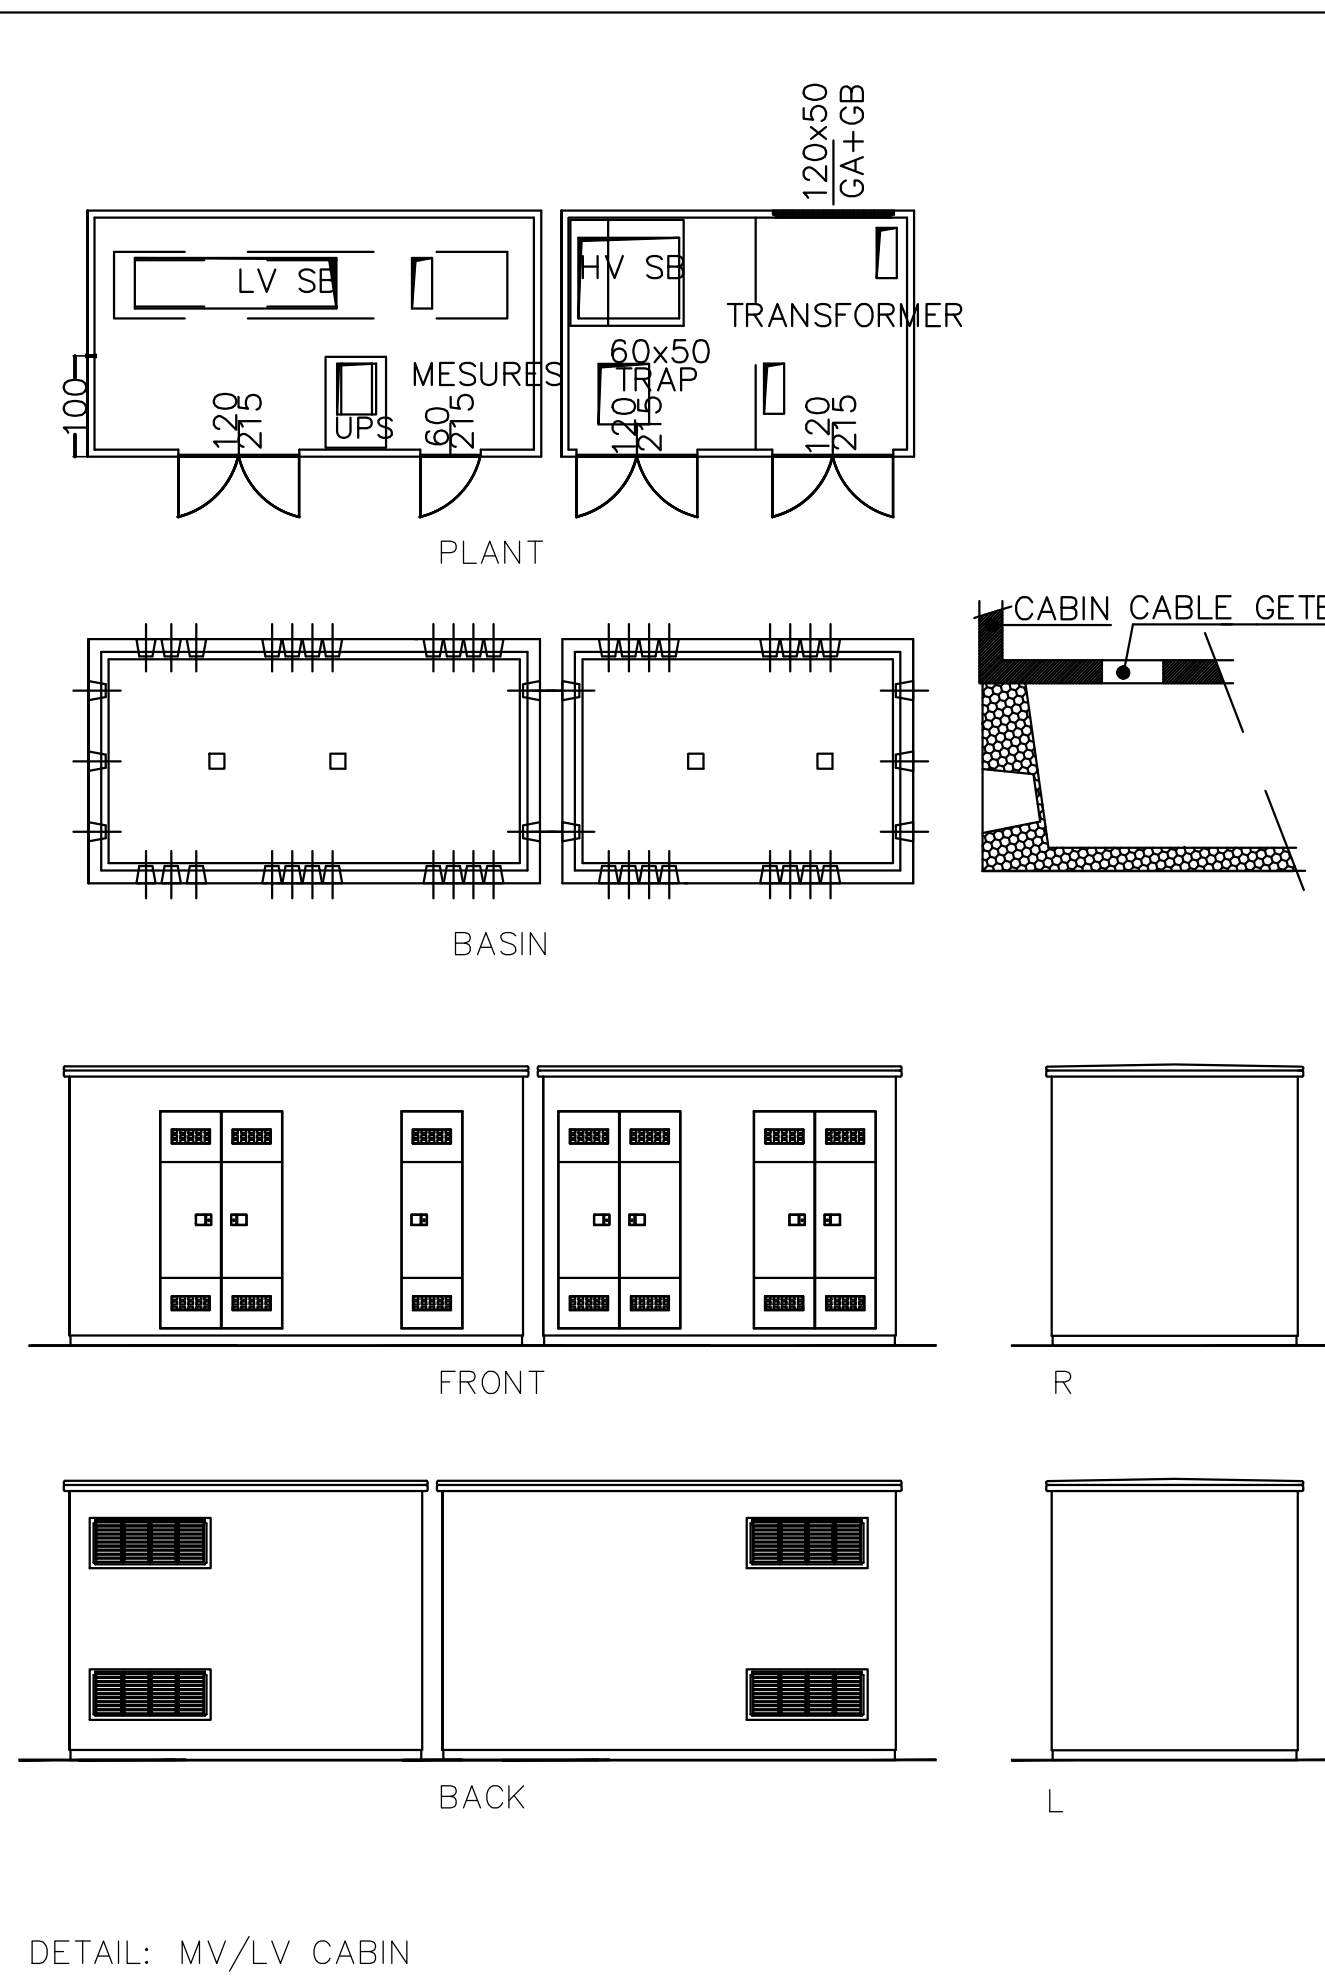 120x50
GA+GB
LV SB
HV SB
TRANSFORMER
60x50
TRAP
MESURES
UPS
100
120
215
60
215
120
215
120
215
PLANT
CABIN CABLE
BASIN
FRONT
R
BACK
L
DETAIL: MV/LV CABIN